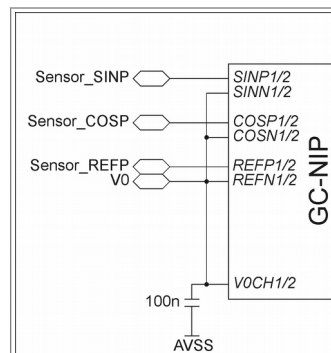 Sensor_SINP
SINP1/2
SINN1/2
Sensor_COSP
COSP1/2
COSN1/2
Sensor_REFP
REFP1/2
V0
REFN1/2
GC-NIP
V0CH1/2
100n
AVSS